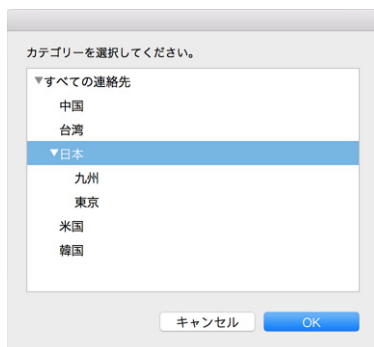 カテゴリーを選択してください。
▼すべての連絡先
中国
台湾
▼日本
九州
東京
米国
韓国
キャンセル OK